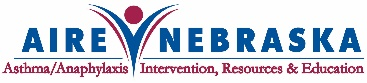 AIRE NEBRASKA
Asthma/Anaphylaxis Intervention, Resources & Education